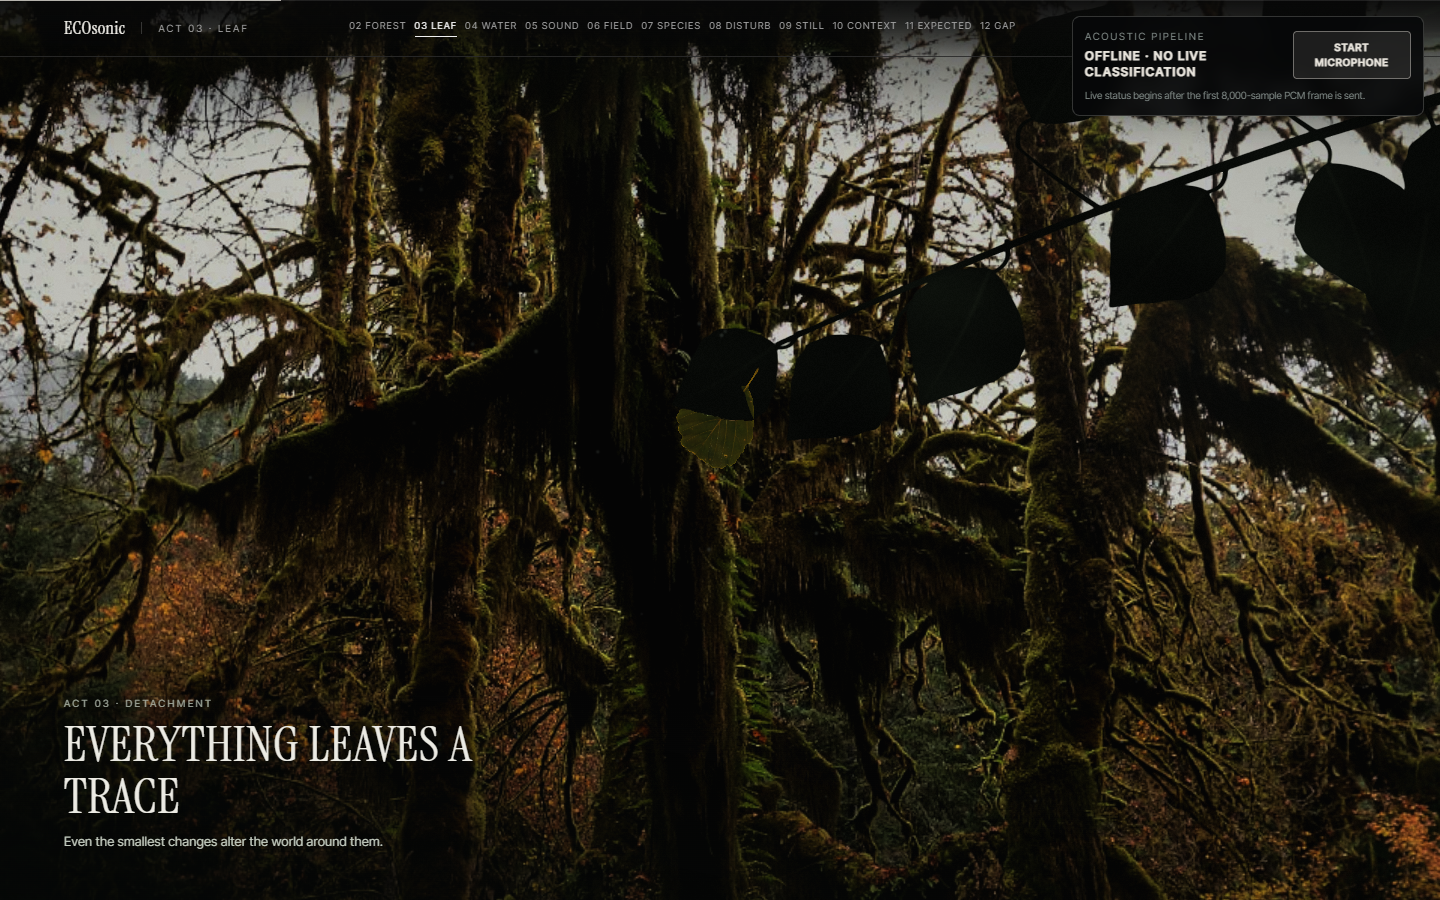 ECOsonic
ACT 03 · LEAF
02 FOREST 03 LEAF 04 WATER 05 SOUND 06 FIELD 07 SPECIES 08 DISTURB 09 STILL 10 CONTEXT 11 EXPECTED 12 GAP
ACOUSTIC PIPELINE
OFFLINE · NO LIVE
CLASSIFICATION
START
MICROPHONE
Live status begins after the first 8,000-sample PCM frame is sent.
ACT 03 · DETACHMENT
EVERYTHING LEAVES A
TRACE
Even the smallest changes alter the world around them.